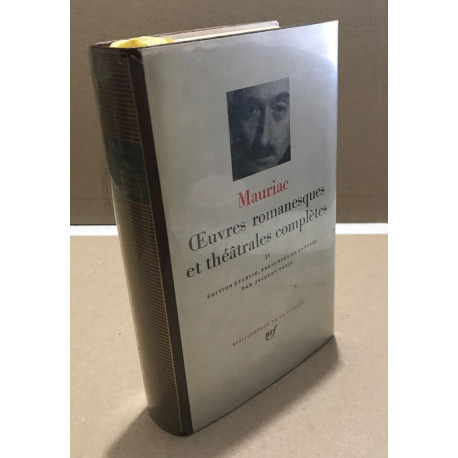 Mauriac
Œuvres romanesques
et théâtrales complètes
II
ÉDITION ÉTABLIE, PRÉSENTÉE ET ANNOTÉE
PAR JACQUES PETIT
BIBLIOTHÈQUE DE LA PLÉIADE
nrf